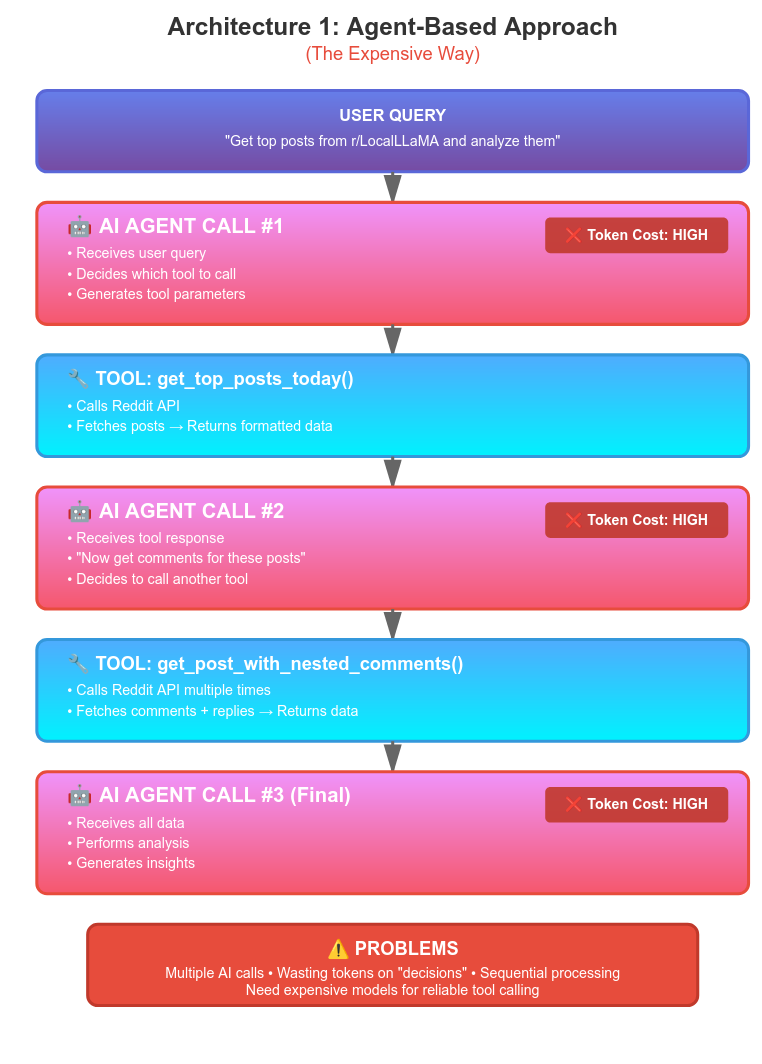 Architecture 1: Agent-Based Approach
(The Expensive Way)
USER QUERY
"Get top posts from r/LocalLLaMA and analyze them"
🤖 AI AGENT CALL #1
❌ Token Cost: HIGH
• Receives user query
• Decides which tool to call
• Generates tool parameters
🔧 TOOL: get_top_posts_today()
• Calls Reddit API
• Fetches posts → Returns formatted data
🤖 AI AGENT CALL #2
❌ Token Cost: HIGH
• Receives tool response
• "Now get comments for these posts"
• Decides to call another tool
🔧 TOOL: get_post_with_nested_comments()
• Calls Reddit API multiple times
• Fetches comments + replies → Returns data
🤖 AI AGENT CALL #3 (Final)
❌ Token Cost: HIGH
• Receives all data
• Performs analysis
• Generates insights
⚠️ PROBLEMS
Multiple AI calls • Wasting tokens on "decisions" • Sequential processing
Need expensive models for reliable tool calling